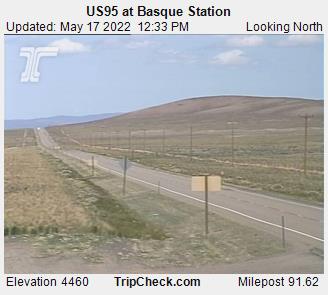 US95 at Basque Station
Updated: May 17 2022 12:33 PM Looking North
Elevation 4460 TripCheck.com Milepost 91.62